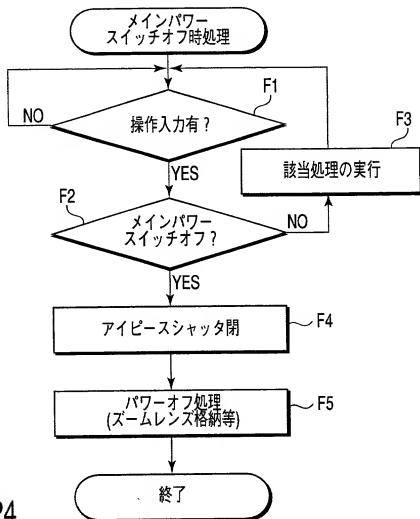 メインパワー
スイッチオフ時処理
F1
NO
操作入力有？
F3
YES
該当処理の実行
F2
メインパワー
スイッチオフ？
NO
YES
アイピースシャッタ閉
F4
パワーオフ処理
(ズームレンズ格納等)
F5
終了
24